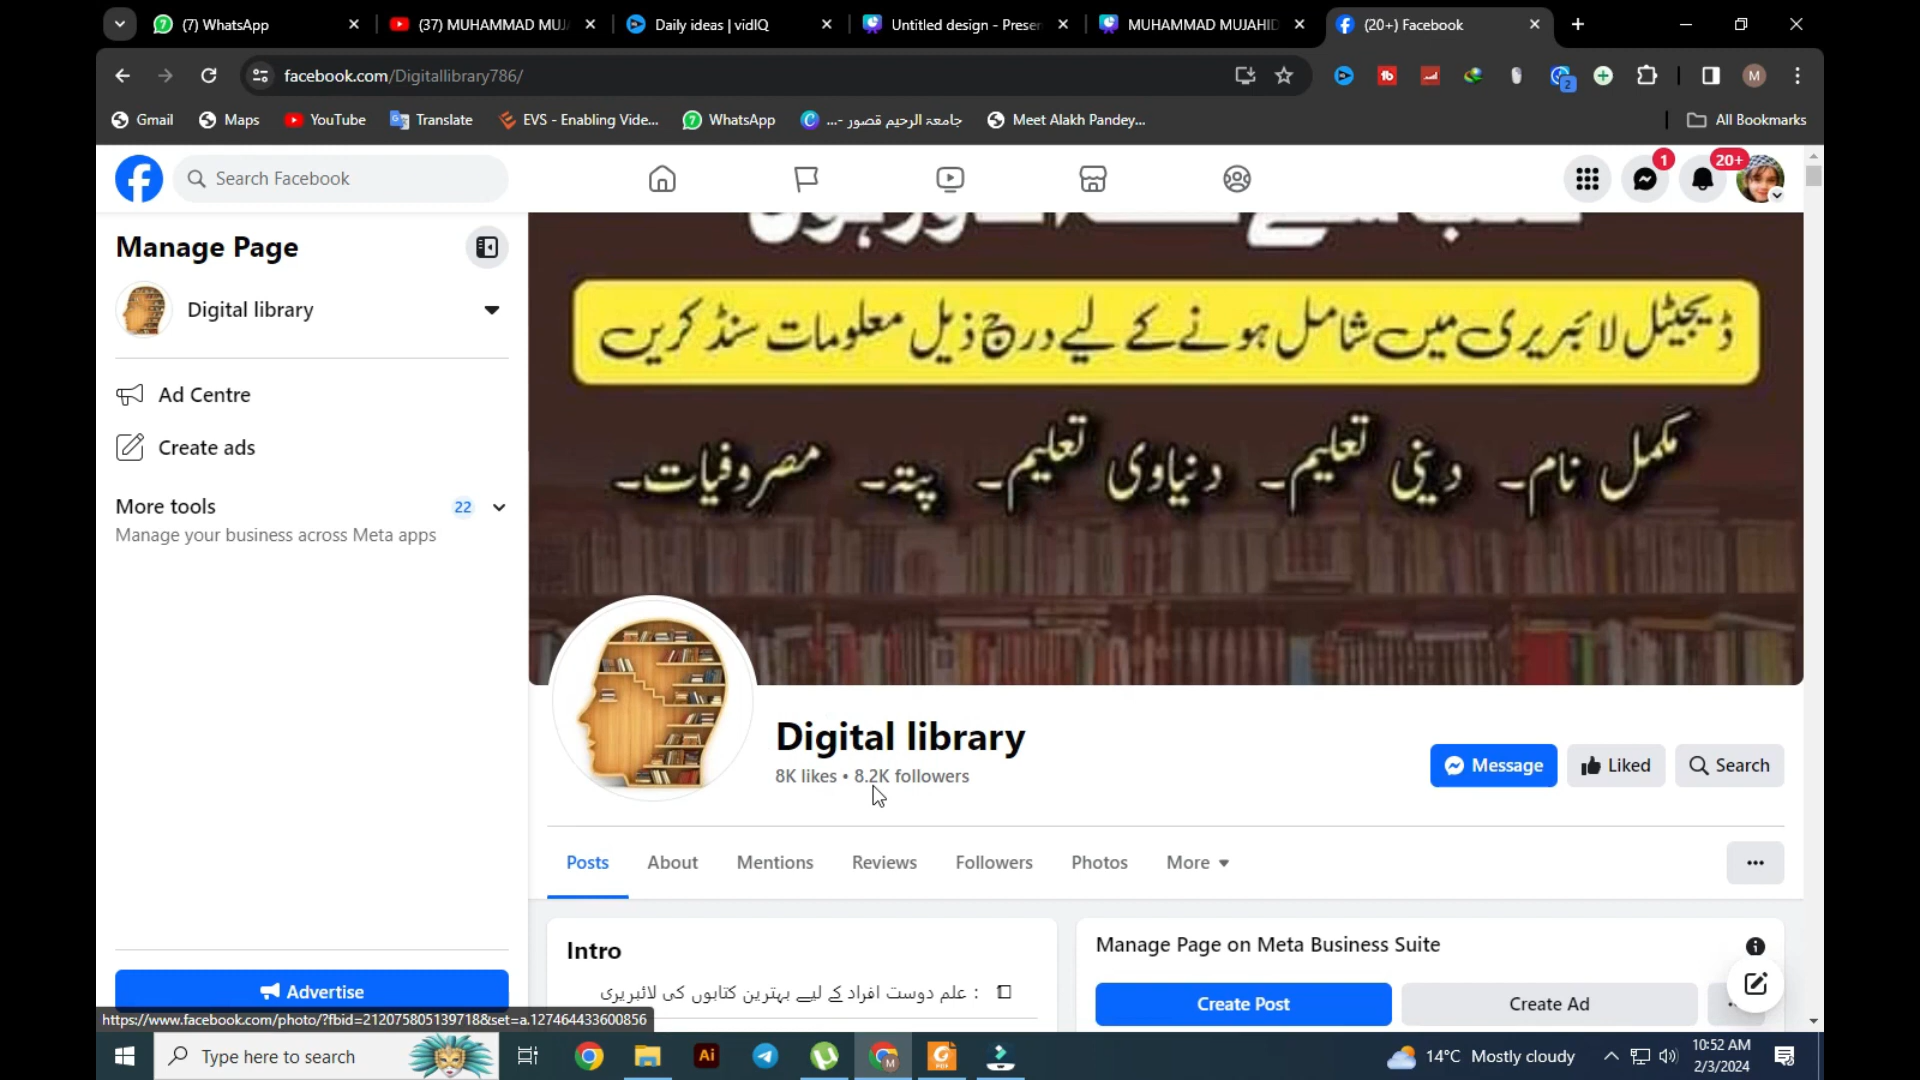 (7) WhatsApp
(37) MUHAMMAD MUJ
Daily ideas | vidIQ
Untitled design - Presen
MUHAMMAD MUJAHID
(20+) Facebook
facebook.com/Digitallibrary786/
2
M
Gmail
Maps
YouTube
Translate
EVS - Enabling Vide...
WhatsApp
جامعۃ الرحیم قصور -...
Meet Alakh Pandey...
All Bookmarks
Search Facebook
1
20+
Manage Page
Digital library
Ad Centre
Create ads
More tools
22
Manage your business across Meta apps
ڈیجیٹل لائبریری میں شامل ہونے کے لیے درج ذیل معلومات سنڈ کریں
مکمل نام۔ دینی تعلیم۔ دنیاوی تعلیم۔ پتہ۔ مصروفیات۔
Digital library
8K likes • 8.2K followers
Message
Liked
Search
Posts
About
Mentions
Reviews
Followers
Photos
More
Intro
: علم دوست افراد کے لیے بہترین کتابوں کی لائبریری
Manage Page on Meta Business Suite
Create Post
Create Ad
Advertise
https://www.facebook.com/photo/?fbid=212075805139718&set=a.127464433600856
Type here to search
Ai
14°C Mostly cloudy
10:52 AM
2/3/2024